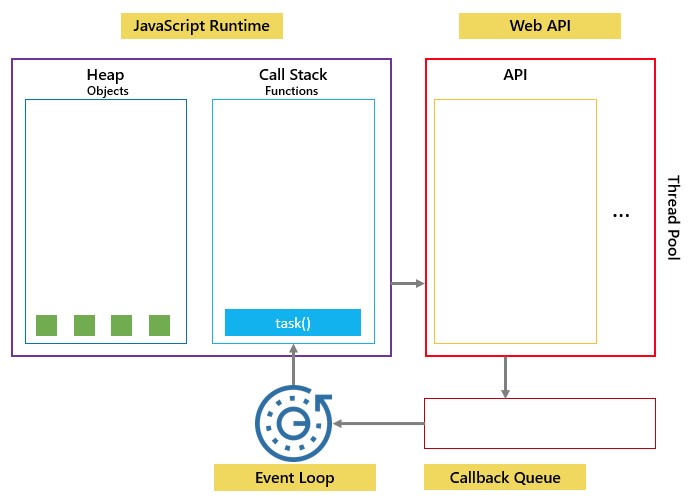 JavaScript Runtime
Web API
Heap
Objects
Call Stack
Functions
API
...
Thread Pool
task()
Event Loop
Callback Queue